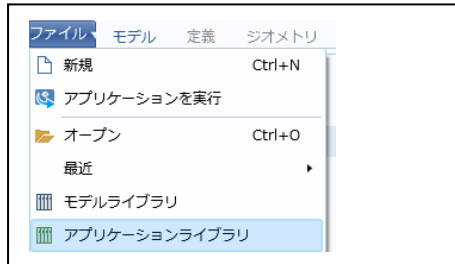 ファイル モデル 定義 ジオメトリ
新規 Ctrl+N
アプリケーションを実行
オープン Ctrl+O
最近
モデルライブラリ
アプリケーションライブラリ